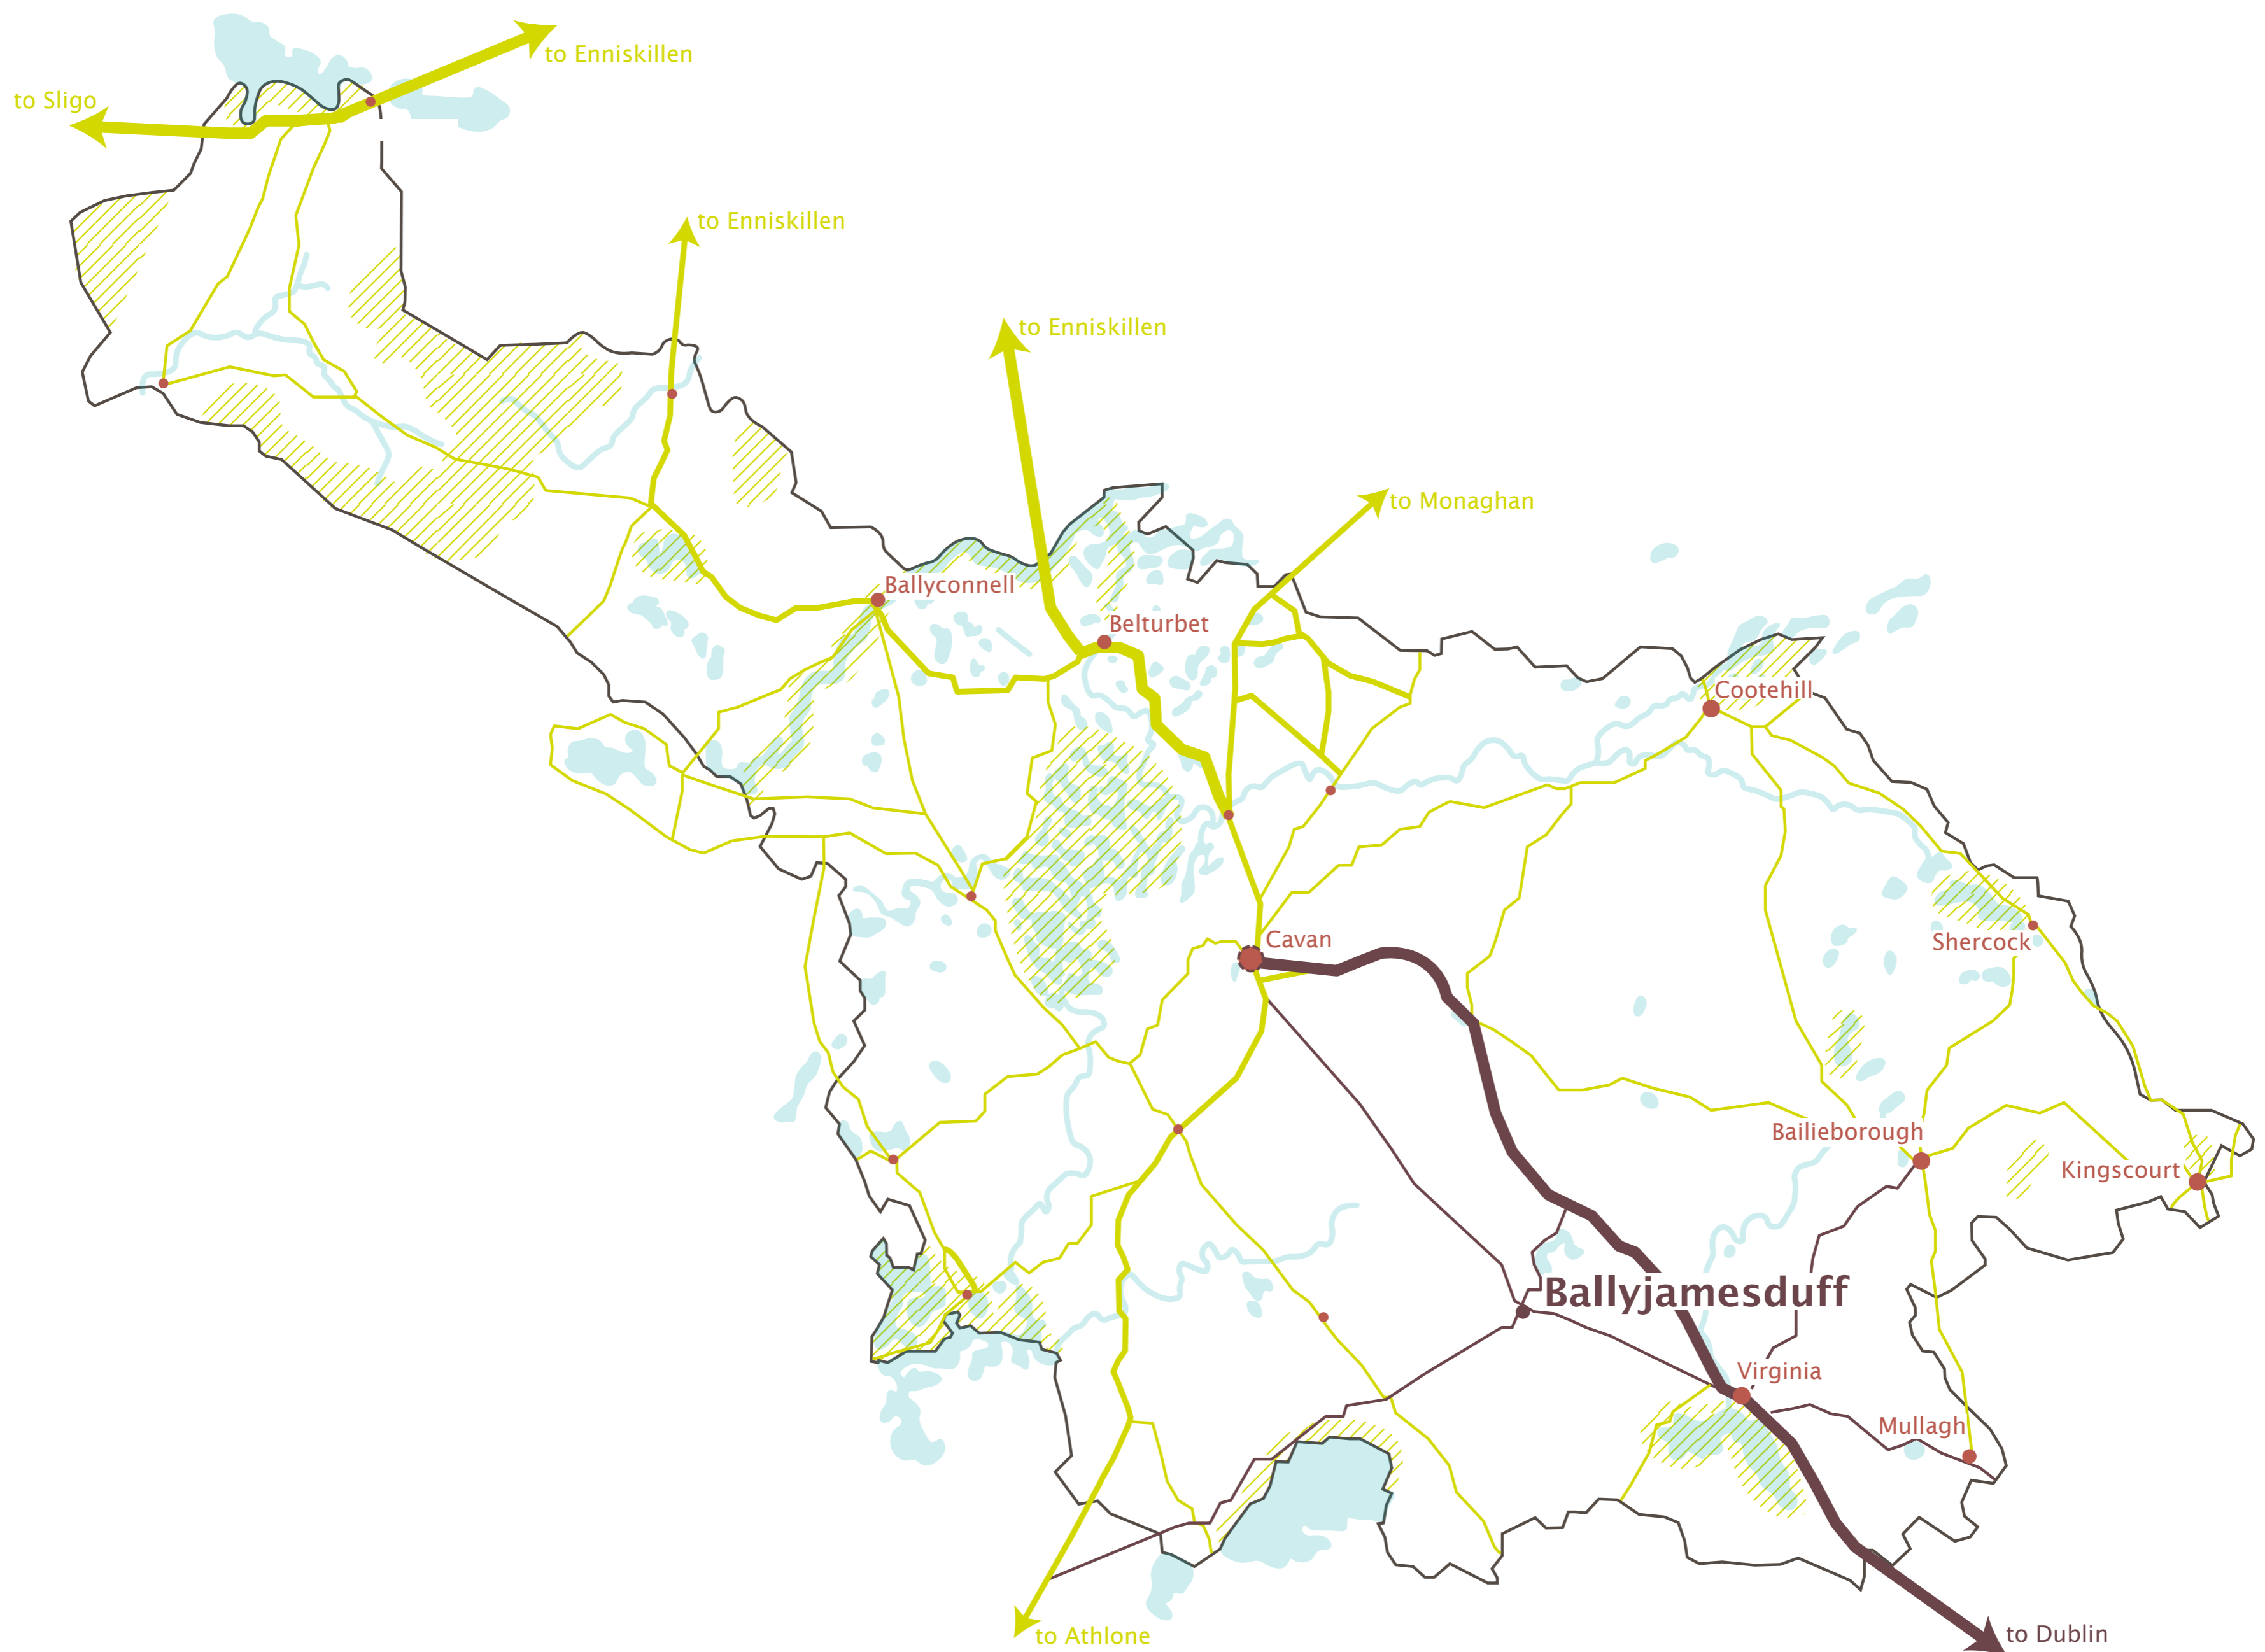 to Enniskillen
to Sligo
to Enniskillen
to Enniskillen
to Monaghan
Ballyconnell
Belturbet
Cootehill
Cavan
Shercock
Bailieborough
Kingscourt
Ballyjamesduff
Virginia
Mullagh
to Athlone
to Dublin